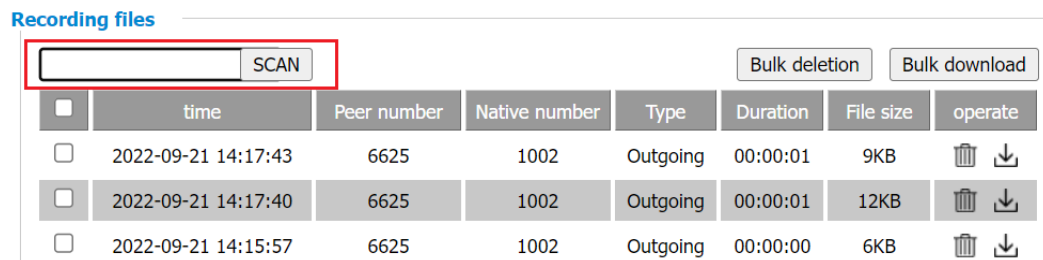 Recording files
SCAN Bulk deletion Bulk download
time Peer number Native number Type Duration File size operate
2022-09-21 14:17:43 6625 1002 Outgoing 00:00:01 9KB
2022-09-21 14:17:40 6625 1002 Outgoing 00:00:01 12KB
2022-09-21 14:15:57 6625 1002 Outgoing 00:00:00 6KB